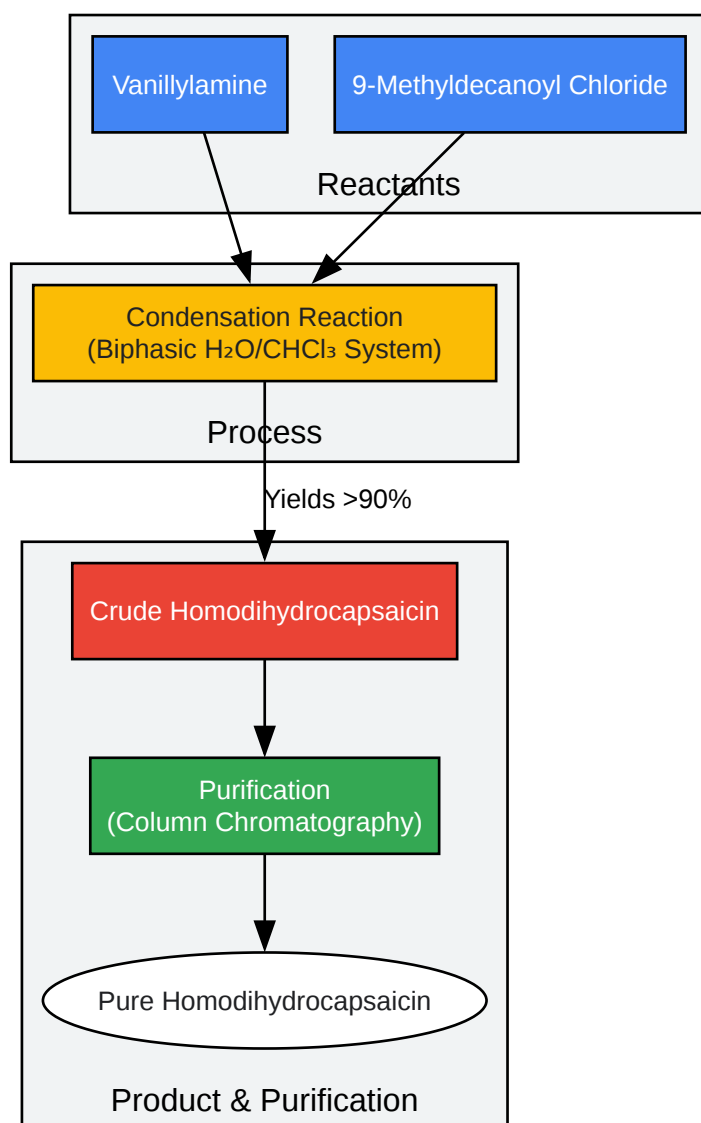 Vanillylamine
9-Methyldecanoyl Chloride
Reactants
Condensation Reaction
(Biphasic H₂O/CHCl₃ System)
Process
Yields >90%
Crude Homodihydrocapsaicin
Purification
(Column Chromatography)
Pure Homodihydrocapsaicin
Product & Purification